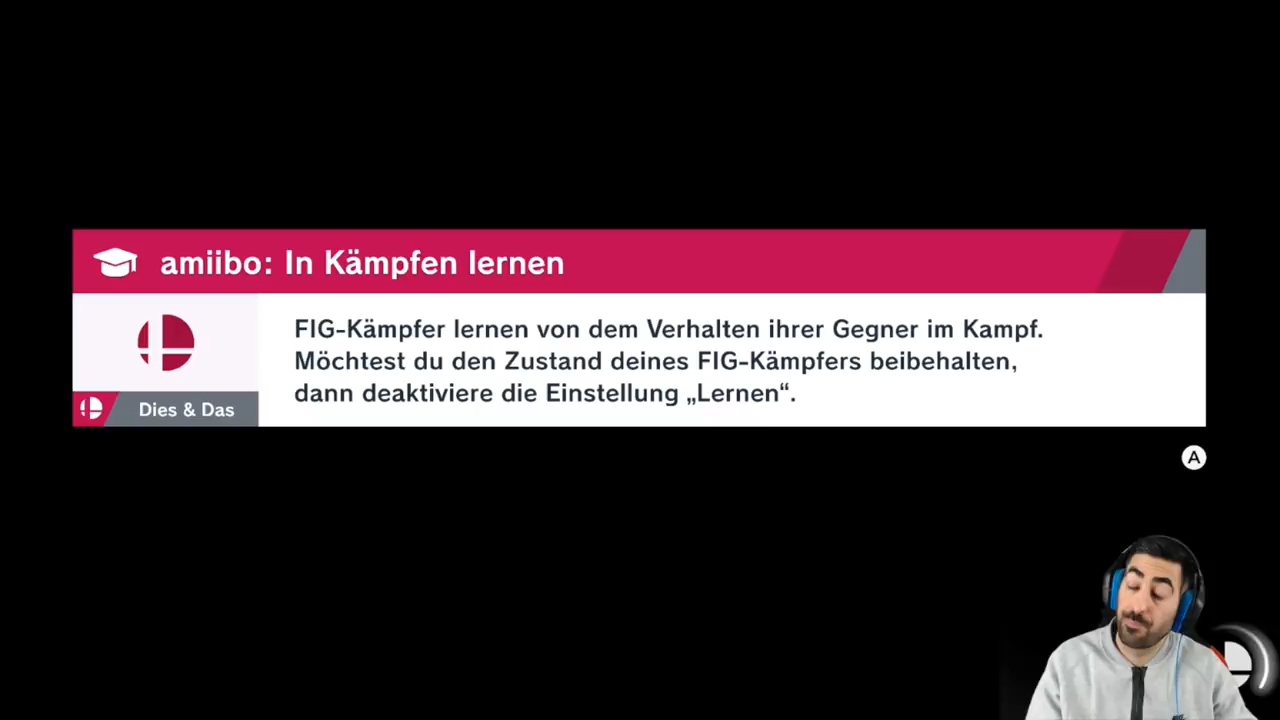 amiibo: In Kämpfen lernen
FIG-Kämpfer lernen von dem Verhalten ihrer Gegner im Kampf.
Möchtest du den Zustand deines FIG-Kämpfers beibehalten,
dann deaktiviere die Einstellung „Lernen“.
Dies & Das
A